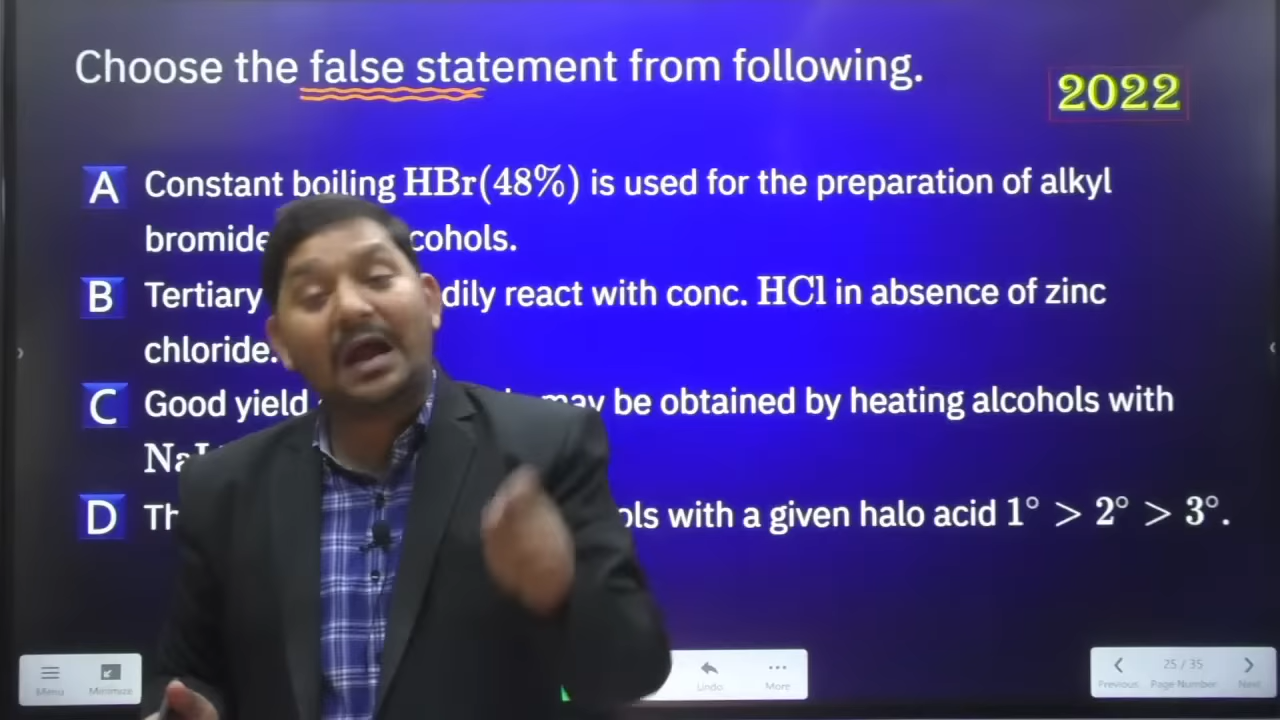 Choose the false statement from following.
2022
A Constant boiling HBr(48%) is used for the preparation of alkyl
bromide cohols.
B Tertiary dily react with conc. HCl in absence of zinc
chloride.
C Good yield may be obtained by heating alcohols with
D Th ols with a given halo acid 1° > 2° > 3°.
Menu
Minimize
Undo
More
Previous
25 / 35
Page Number
Next